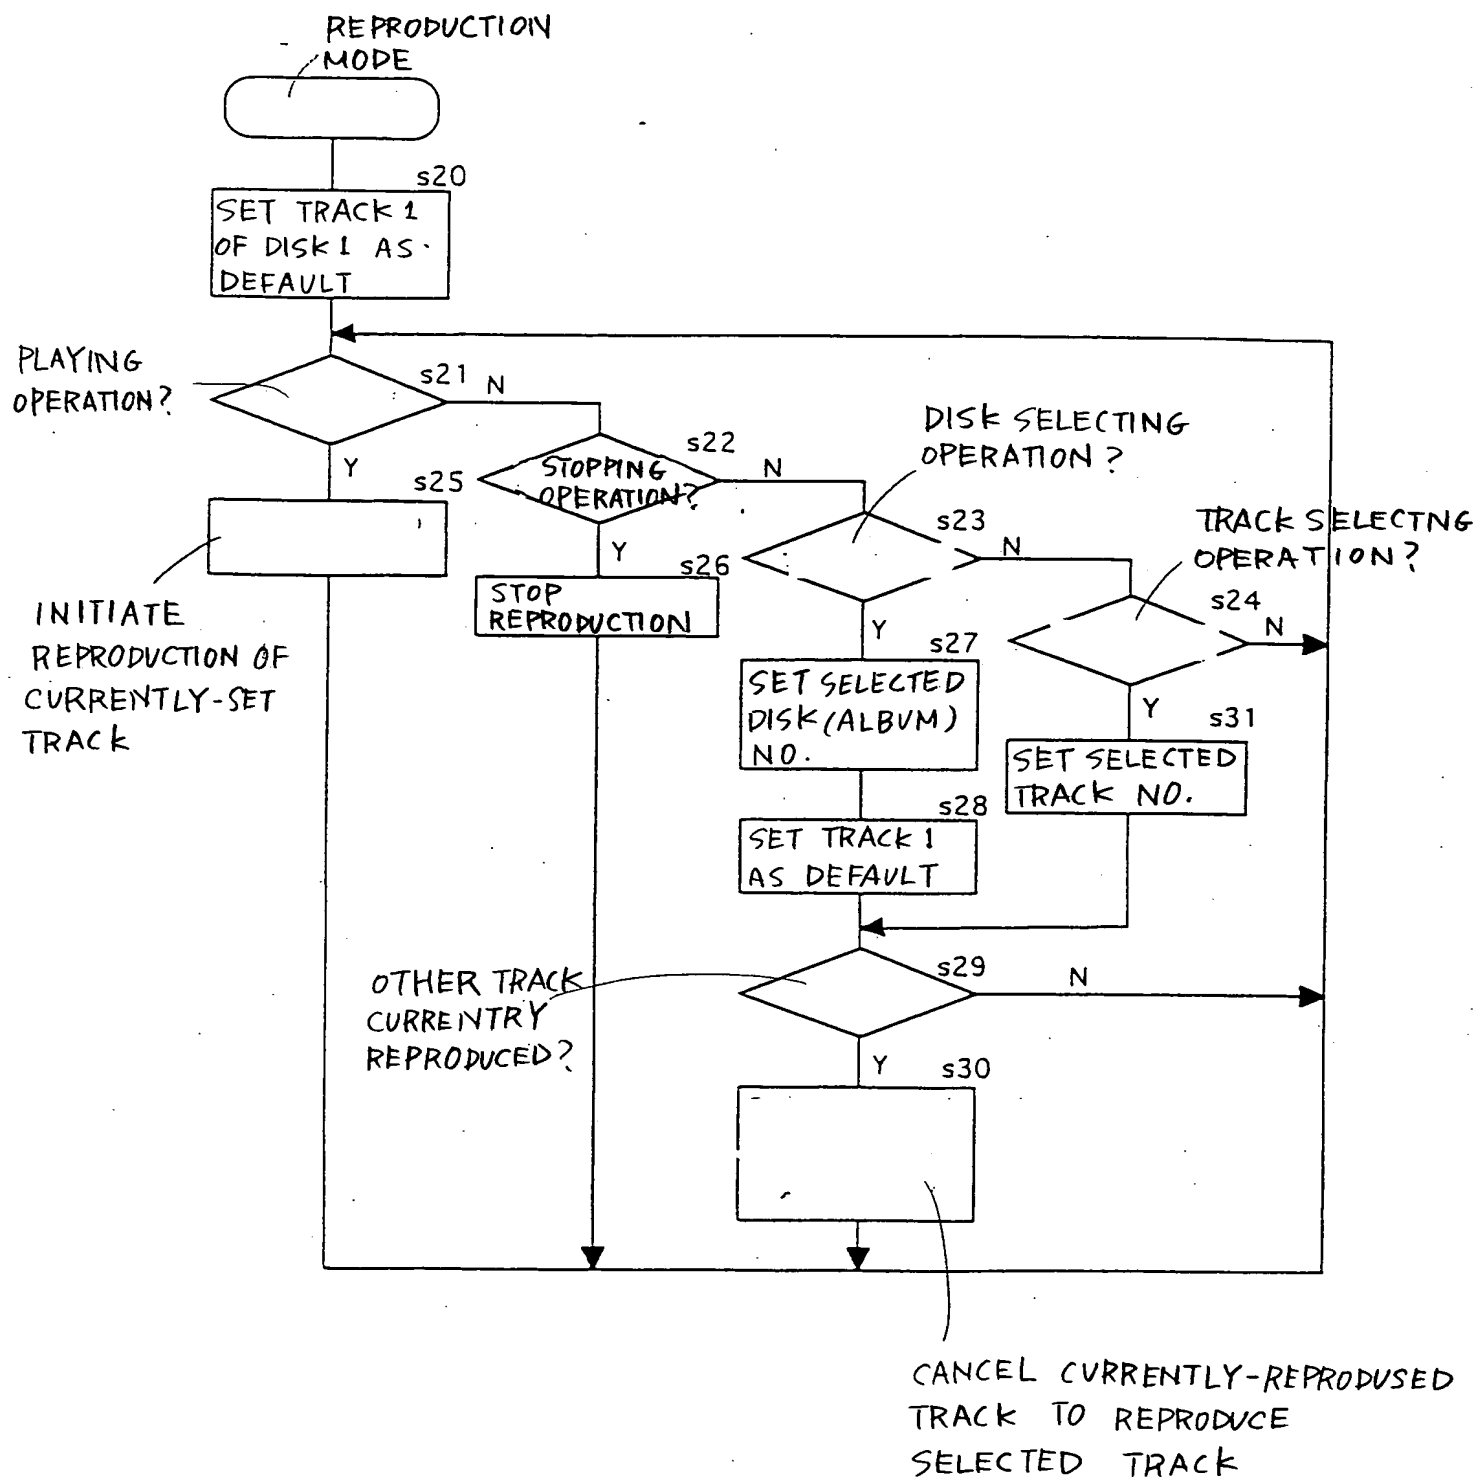 REPRODUCTION
MODE
s20
SET TRACK 1
OF DISK 1 AS
DEFAULT
PLAYING
OPERATION?
s21
N
Y
s25
INITIATE
REPRODUCTION OF
CURRENTLY-SET
TRACK
s22
STOPPING
OPERATION?
N
Y
s26
STOP
REPRODUCTION
DISK SELECTING
OPERATION?
s23
N
Y
s27
SET SELECTED
DISK (ALBUM)
NO.
s28
SET TRACK 1
AS DEFAULT
TRACK SELECTNG
OPERATION?
s24
N
Y
s31
SET SELECTED
TRACK NO.
OTHER TRACK
CURRENTRY
REPRODUCED?
s29
N
Y
s30
CANCEL CURRENTLY-REPRODUSED
TRACK TO REPRODUCE
SELECTED TRACK